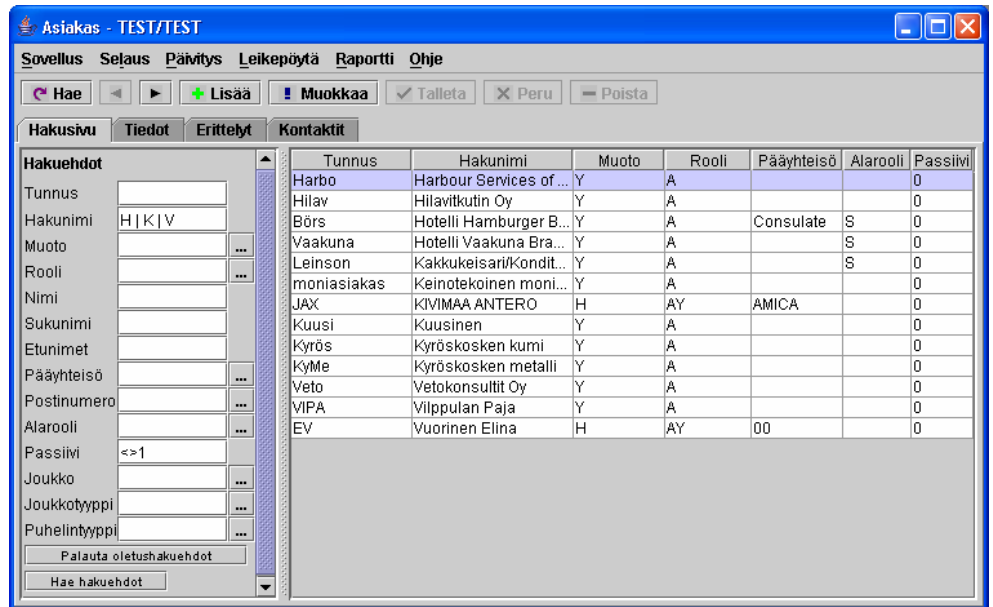 Asiakas - TEST/TEST
Sovellus Selaus Päivitys Leikepöytä Raportti Ohje
Hae Lisää ! Muokkaa Talleta Peru Poista
Hakusivu Tiedot Erittelyt Kontaktit
Hakuehdot
Tunnus
Hakunimi H | K | V
Muoto ...
Rooli ...
Nimi
Sukunimi
Etunimet
Pääyhteisö ...
Postinumero ...
Alarooli ...
Passiivi <>1
Joukko ...
Joukkotyyppi ...
Puhelintyyppi ...
Palauta oletushakuehdot
Hae hakuehdot
Tunnus Hakunimi Muoto Rooli Pääyhteisö Alarooli Passiivi
Harbo Harbour Services of ... Y A 0
Hilav Hilavitkutin Oy Y A 0
Börs Hotelli Hamburger B... Y A Consulate S 0
Vaakuna Hotelli Vaakuna Bra... Y A S 0
Leinson Kakkukeisari/Kondit... Y A S 0
moniasiakas Keinotekoinen moni... Y A 0
JAX KIVIMAA ANTERO H AY AMICA 0
Kuusi Kuusinen Y A 0
Kyrös Kyröskosken kumi Y A 0
KyMe Kyröskosken metalli Y A 0
Veto Vetokonsultit Oy Y A 0
VIPA Vilppulan Paja Y A 0
EV Vuorinen Elina H AY 00 0